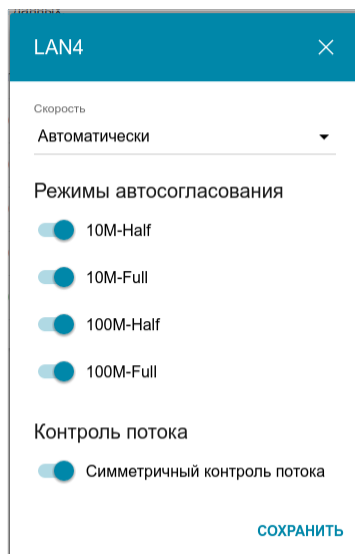 LAN4
Скорость
Автоматически
Режимы автосогласования
10M-Half
10M-Full
100M-Half
100M-Full
Контроль потока
Симметричный контроль потока
СОХРАНИТЬ